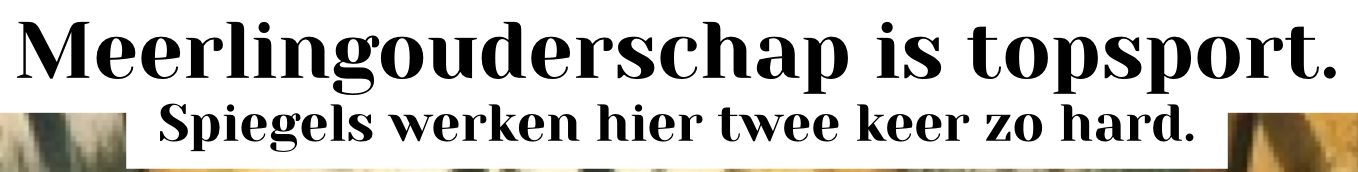 Meerlingouderschap is topsport.
Spiegels werken hier twee keer zo hard.